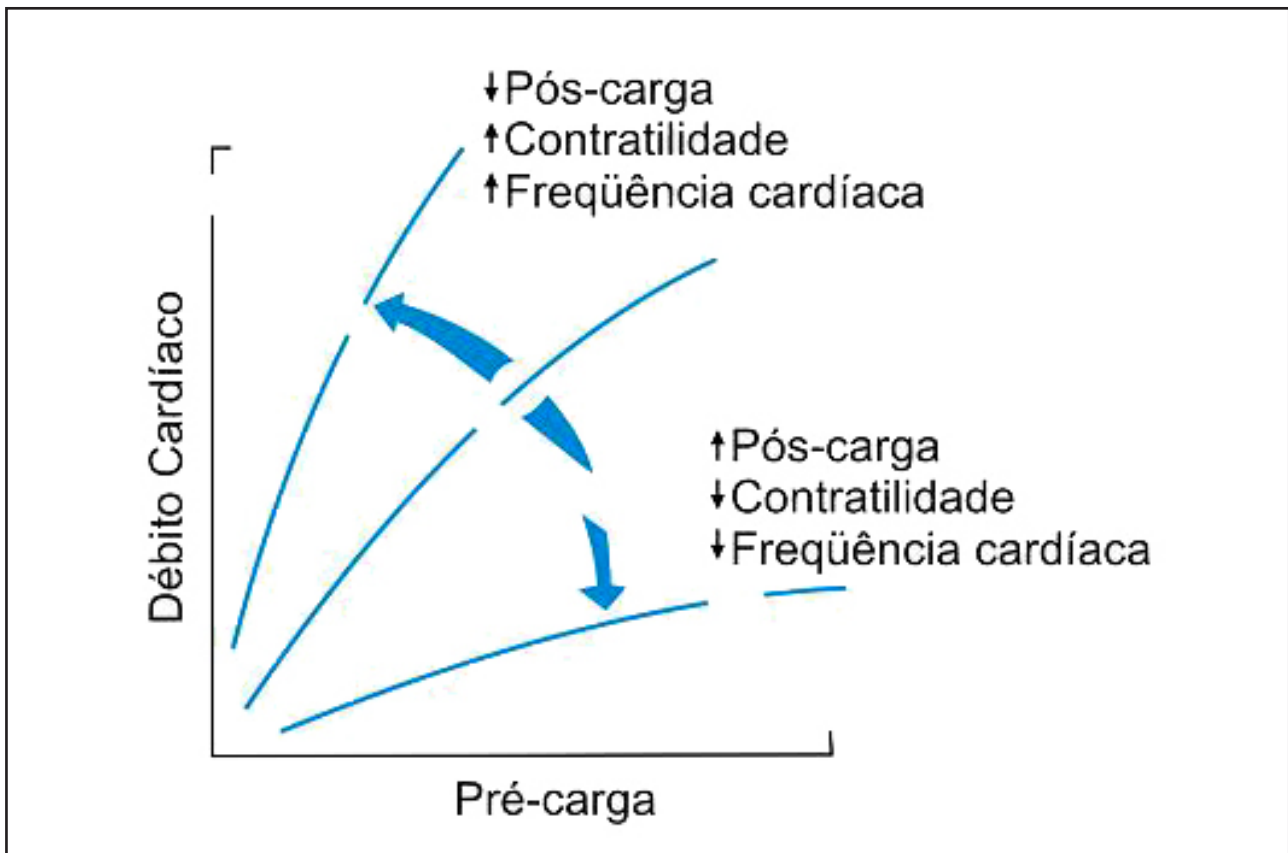 ↓Pós-carga
↑Contratilidade
↑Freqüência cardíaca
Débito Cardíaco
↑Pós-carga
↓Contratilidade
↓Freqüência cardíaca
Pré-carga